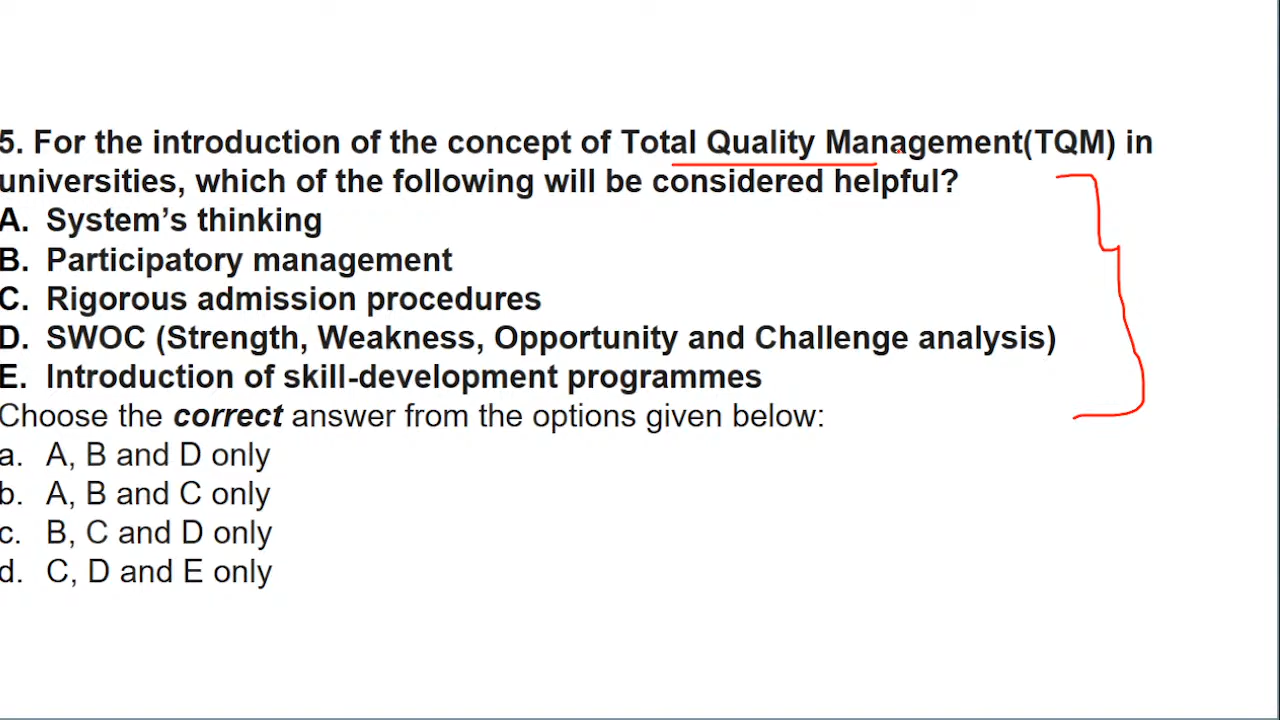 5. For the introduction of the concept of Total Quality Management(TQM) in
universities, which of the following will be considered helpful?
A. System’s thinking
B. Participatory management
C. Rigorous admission procedures
D. SWOC (Strength, Weakness, Opportunity and Challenge analysis)
E. Introduction of skill-development programmes
Choose the correct answer from the options given below:
a. A, B and D only
b. A, B and C only
c. B, C and D only
d. C, D and E only